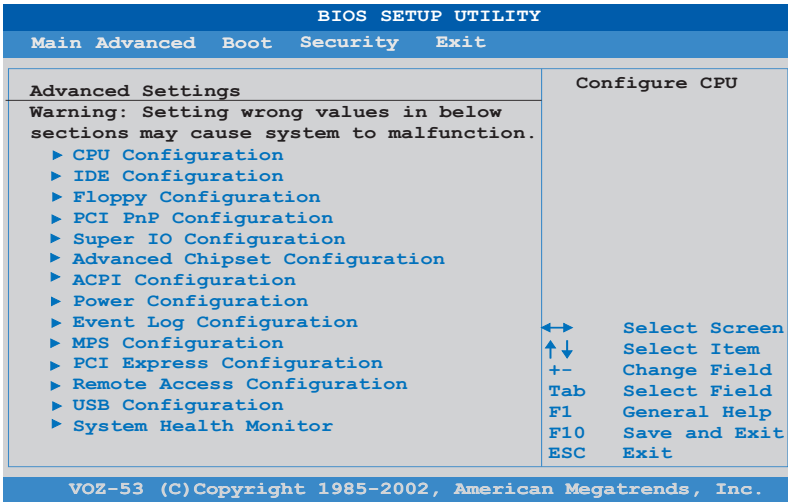 BIOS SETUP UTILITY
Main Advanced Boot Security Exit
Advanced Settings
Warning: Setting wrong values in below
sections may cause system to malfunction.
► CPU Configuration
► IDE Configuration
► Floppy Configuration
► PCI PnP Configuration
► Super IO Configuration
► Advanced Chipset Configuration
► ACPI Configuration
► Power Configuration
► Event Log Configuration
► MPS Configuration
► PCI Express Configuration
► Remote Access Configuration
► USB Configuration
► System Health Monitor
Configure CPU
↔ Select Screen
↑↓ Select Item
+- Change Field
Tab Select Field
F1 General Help
F10 Save and Exit
ESC Exit
VOZ-53 (C)Copyright 1985-2002, American Megatrends, Inc.